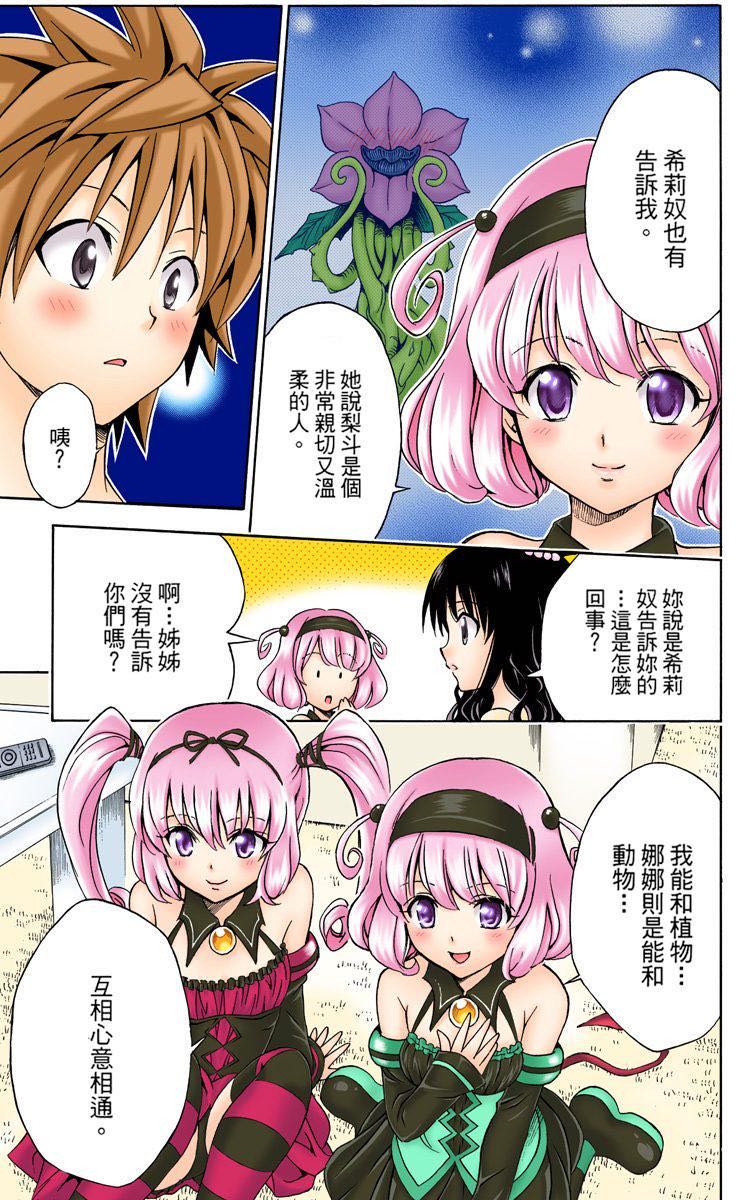 希莉奴也有
告訴我。
她說梨斗是個
非常親切又溫
柔的人。
咦?
妳說是希莉
奴告訴妳的
…這是怎麼
回事?
啊…姊姊
沒有告訴
你們嗎?
我能和植物…
娜娜則是能和
動物…
互相心意相通。